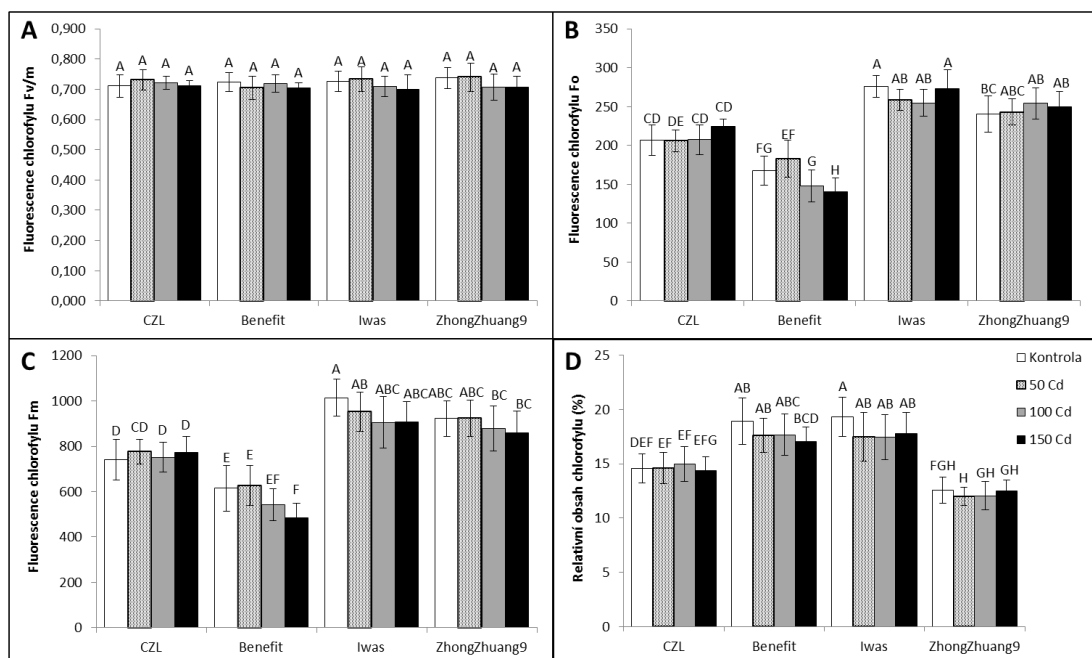 A
Fluorescence chlorofylu Fv/m
0,900
0,800
0,700
0,600
0,500
0,400
0,300
0,200
0,100
0,000
A A A A A A A A A A A A A A A A
CZL Benefit Iwas ZhongZhuang9
B
Fluorescence chlorofylu Fo
350
300
250
200
150
100
50
0
CD DE CD CD FG EF G H A AB AB A BC ABC AB AB
CZL Benefit Iwas ZhongZhuang9
C
Fluorescence chlorofylu Fm
1200
1000
800
600
400
200
0
D CD D D E E EF F A AB ABC ABC ABC ABC BC BC
CZL Benefit Iwas ZhongZhuang9
D
Relativní obsah chlorofylu (%)
25
20
15
10
5
0
DEF EF EF EFG AB AB ABC BCD A AB AB AB FGH H GH GH
CZL Benefit Iwas ZhongZhuang9
Kontrola
50 Cd
100 Cd
150 Cd